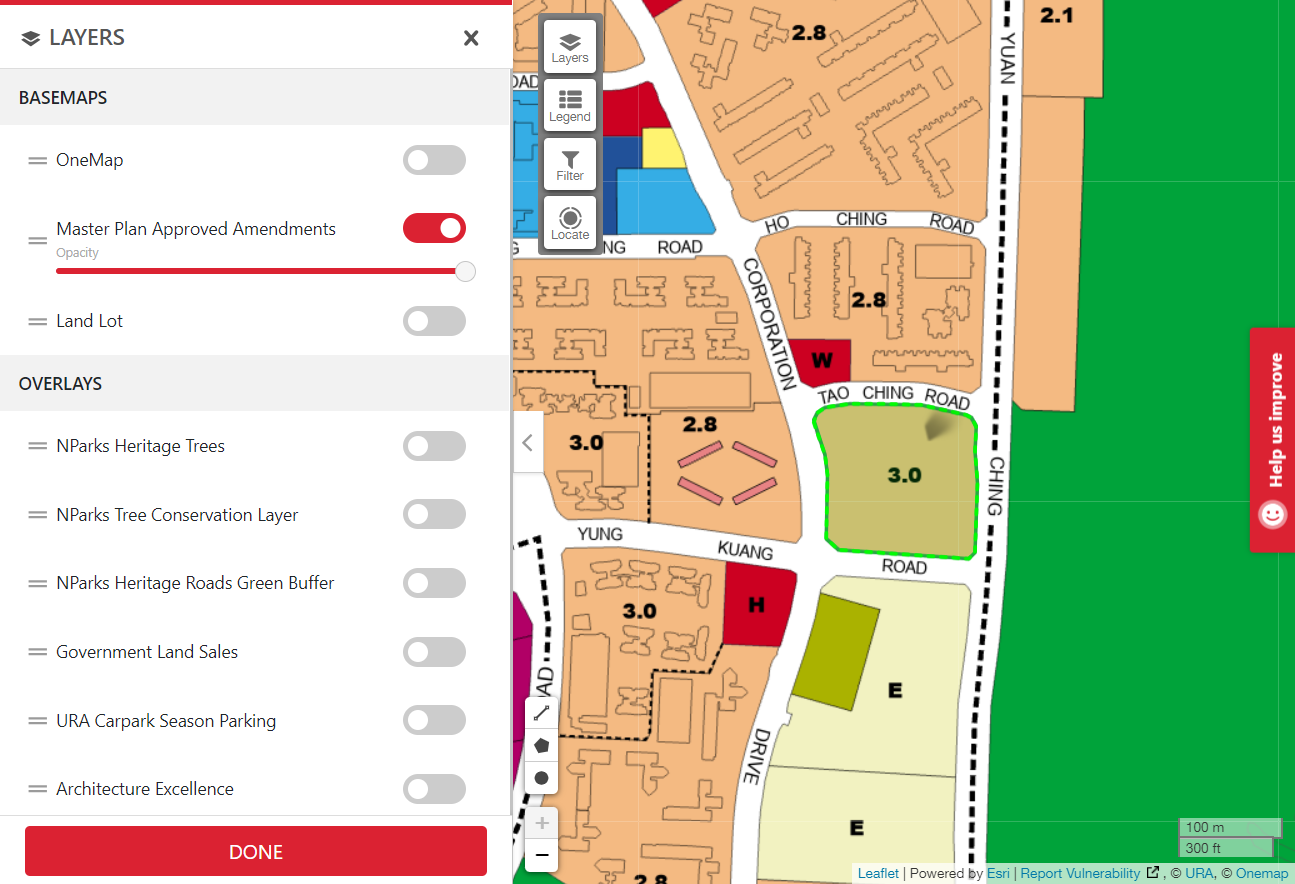 LAYERS
BASEMAPS
OneMap
Master Plan Approved Amendments
Opacity
Land Lot
OVERLAYS
NParks Heritage Trees
NParks Tree Conservation Layer
NParks Heritage Roads Green Buffer
Government Land Sales
URA Carpark Season Parking
Architecture Excellence
DONE
Layers
Legend
Filter
Locate
2.8
2.1
YUAN
OAD
HO CHING ROAD
NG ROAD
CORPORATION
2.8
W
TAO CHING ROAD
2.8
3.0
3.0
CHING
YUNG KUANG ROAD
H
3.0
E
AD
DRIVE
E
2.8
Help us improve
100 m
300 ft
Leaflet | Powered by Esri | Report Vulnerability , © URA, © Onemap